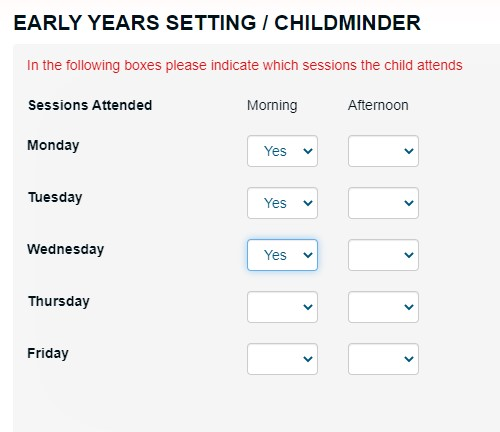 EARLY YEARS SETTING / CHILDMINDER
In the following boxes please indicate which sessions the child attends
Sessions Attended Morning Afternoon
Monday Yes
Tuesday Yes
Wednesday Yes
Thursday
Friday